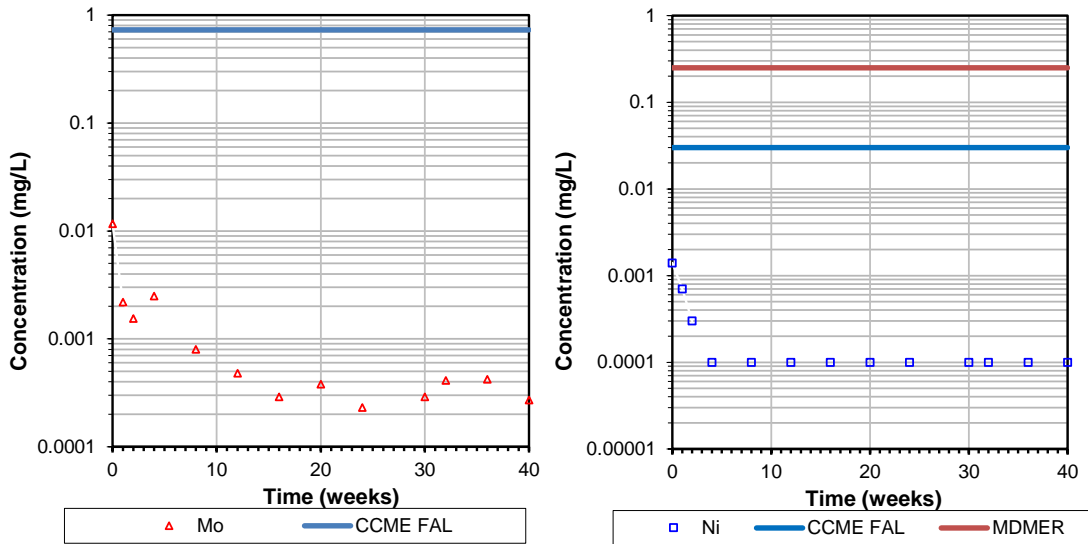 1
0.1
0.01
0.001
0.0001
Concentration (mg/L)
0 10 20 30 40
Time (weeks)
Mo CCME FAL
1
0.1
0.01
0.001
0.0001
0.00001
Concentration (mg/L)
0 10 20 30 40
Time (weeks)
Ni CCME FAL MDMER